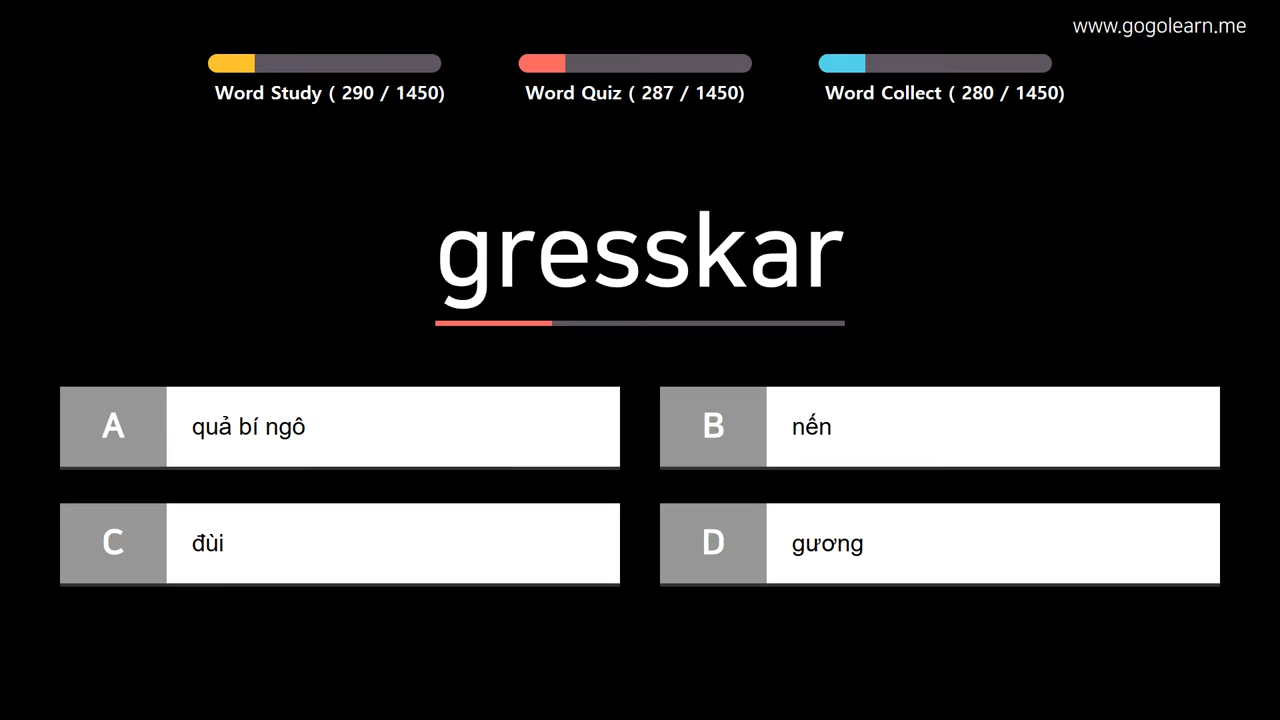 www.gogolearn.me
Word Study ( 290 / 1450)
Word Quiz ( 287 / 1450)
Word Collect ( 280 / 1450)
gresskar
A
quả bí ngô
B
nến
C
đùi
D
gương